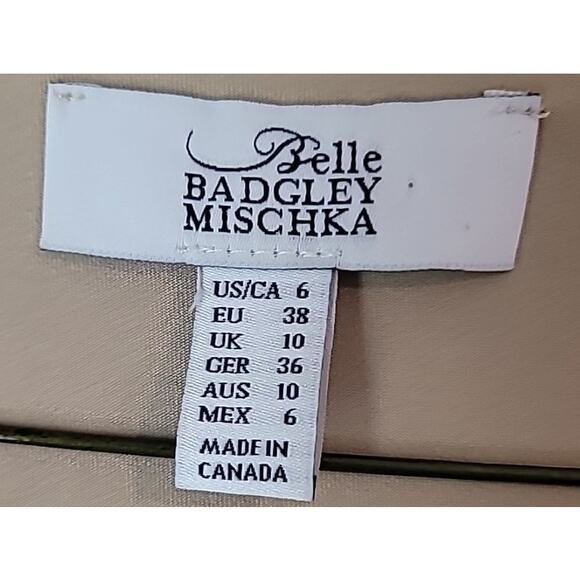 Belle
BADGLEY
MISCHKA
US/CA 6
EU 38
UK 10
GER 36
AUS 10
MEX 6
MADE IN
CANADA